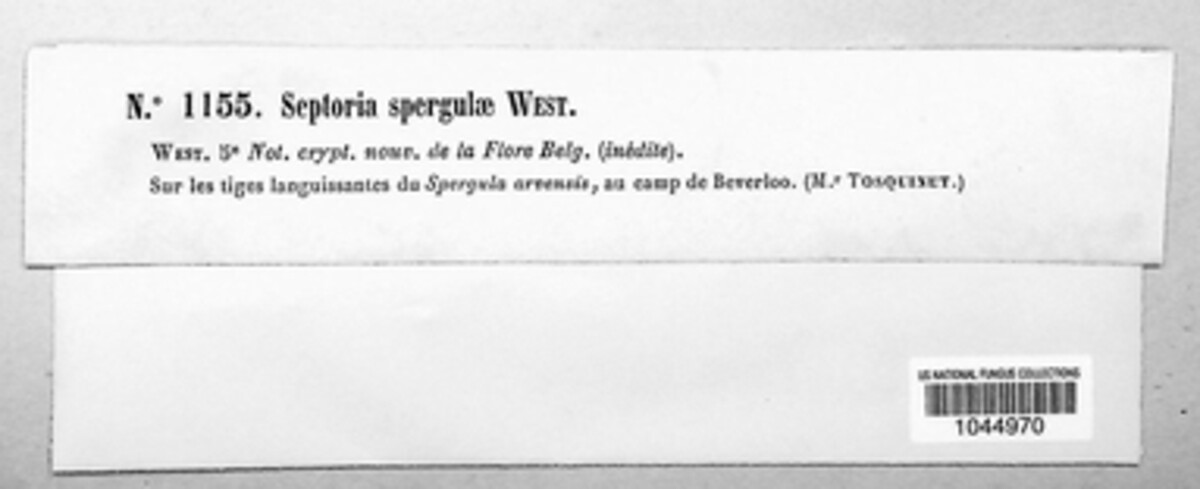 N.º 1155. Septoria spergulæ WEST.
WEST. 5e Not. crypt. nouv. de la Flore Belg. (inédite).
Sur les tiges languissantes du Spergula arvensis, au camp de Beverloo. (M.r TOSQUINET.)
US NATIONAL FUNGUS COLLECTIONS
1044970